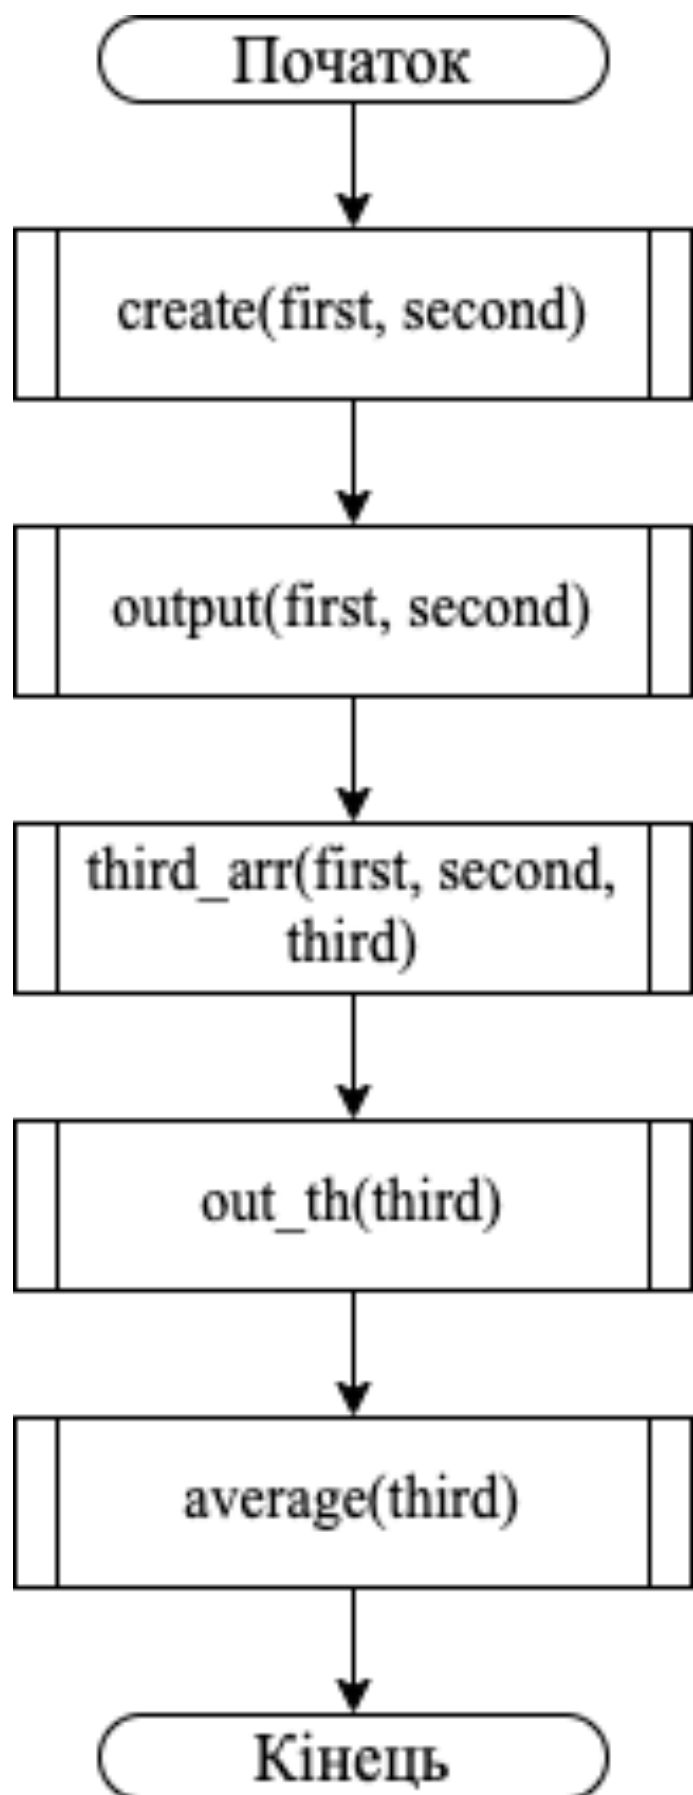 Початок
create(first, second)
output(first, second)
third_arr(first, second,
third)
out_th(third)
average(third)
Кінець